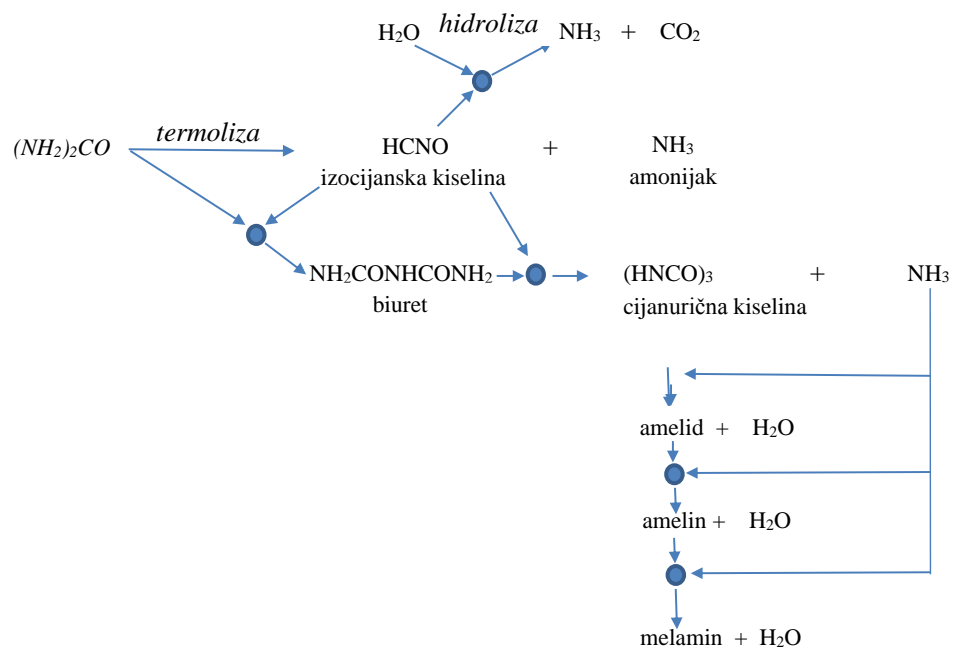 H₂O hidroliza NH₃ + CO₂
(NH₂)₂CO termoliza HCNO + NH₃
izocijanska kiselina amonijak
NH₂CONHCONH₂ (HNCO)₃ + NH₃
biuret cijanurična kiselina
amelid + H₂O
amelin + H₂O
melamin + H₂O